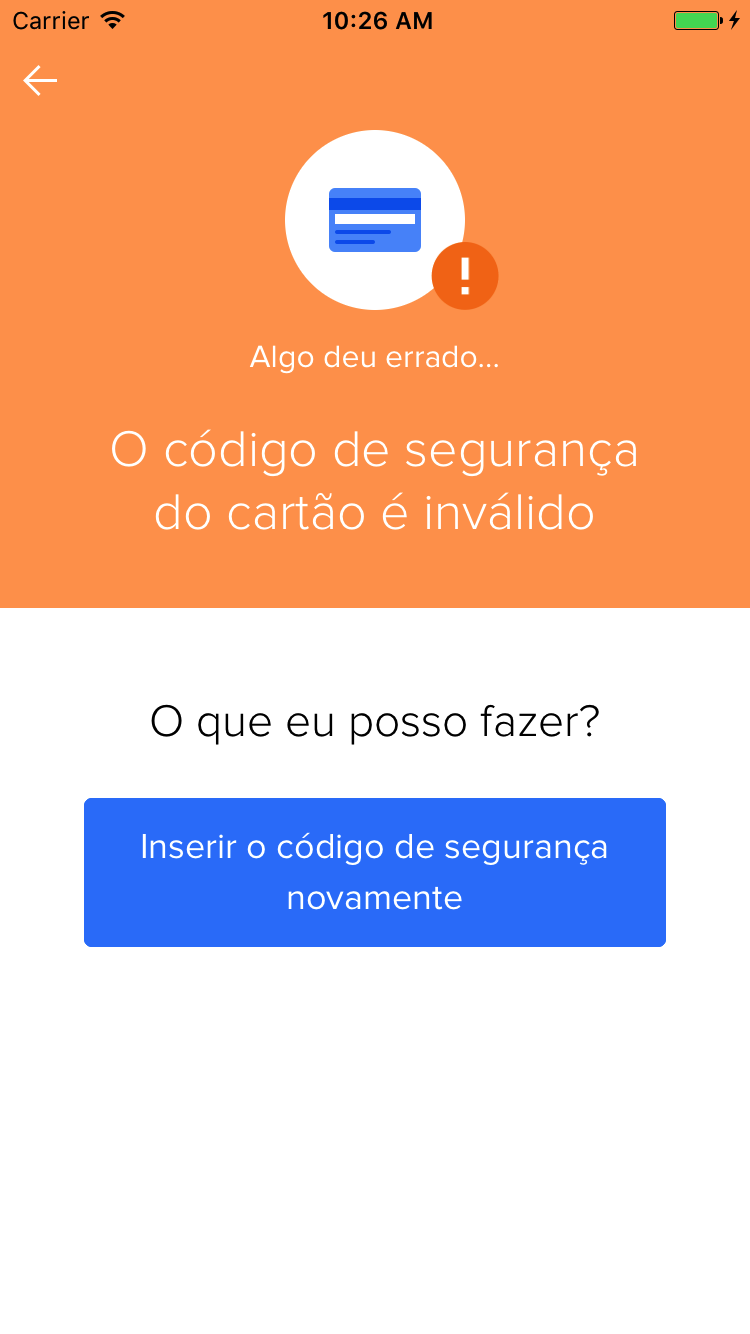 Carrier 10:26 AM
Algo deu errado...
O código de segurança
do cartão é inválido
O que eu posso fazer?
Inserir o código de segurança
novamente